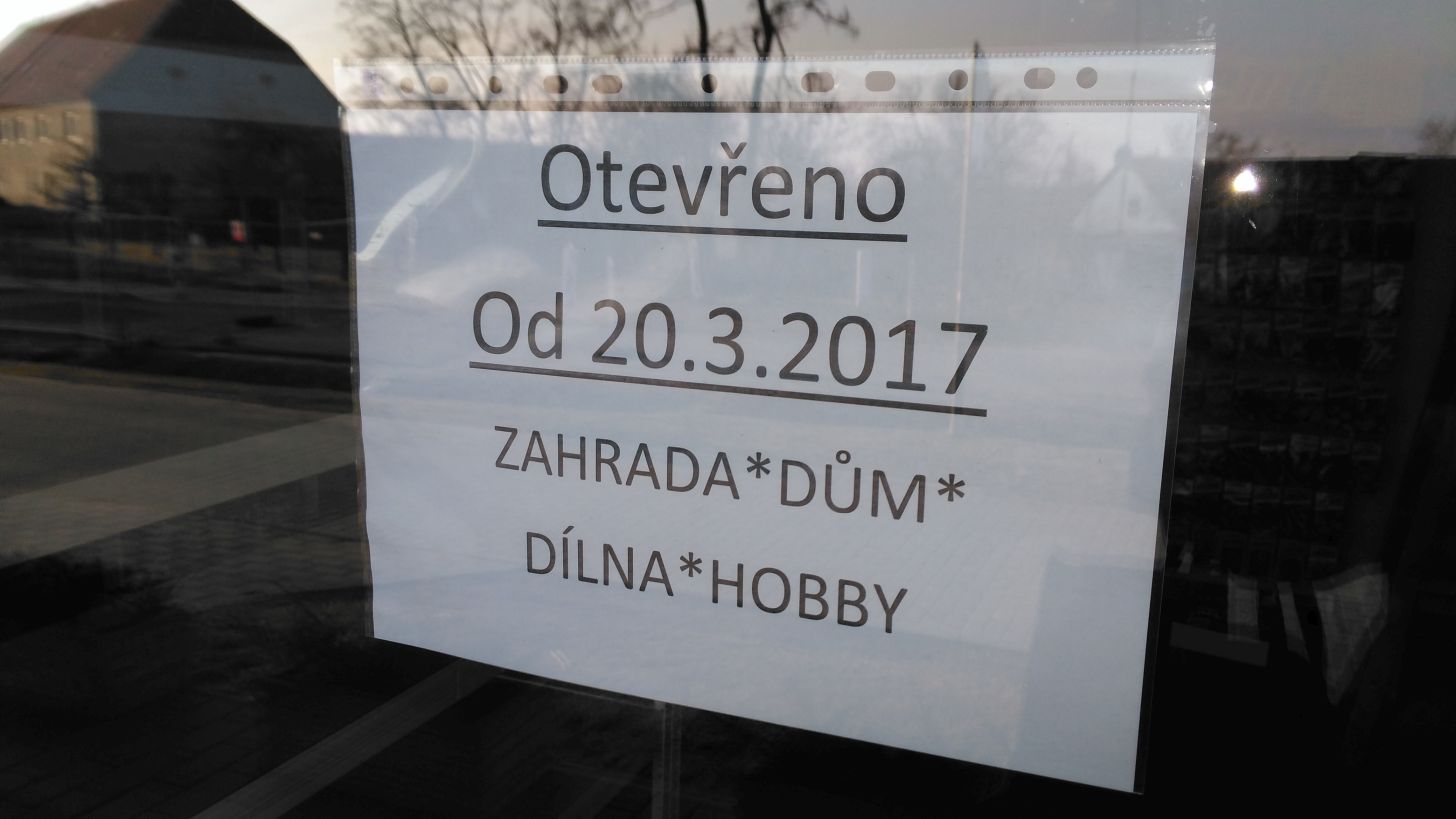 Otevřeno
Od 20.3.2017
ZAHRADA*DŮM*
DÍLNA*HOBBY